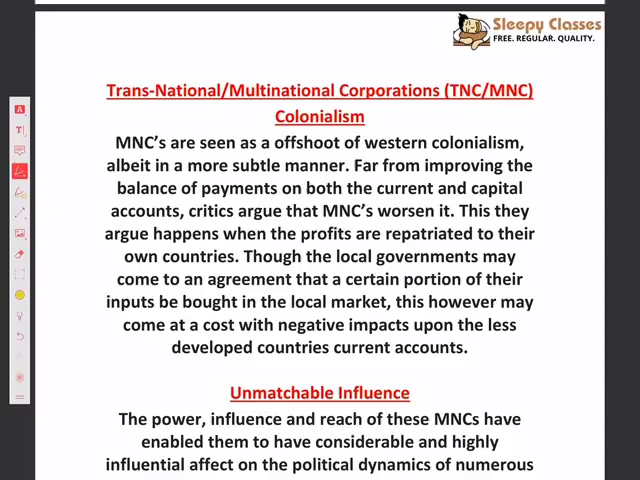 Sleepy Classes
FREE. REGULAR. QUALITY.
Trans-National/Multinational Corporations (TNC/MNC)
Colonialism
MNC’s are seen as a offshoot of western colonialism,
albeit in a more subtle manner. Far from improving the
balance of payments on both the current and capital
accounts, critics argue that MNC’s worsen it. This they
argue happens when the profits are repatriated to their
own countries. Though the local governments may
come to an agreement that a certain portion of their
inputs be bought in the local market, this however may
come at a cost with negative impacts upon the less
developed countries current accounts.
Unmatchable Influence
The power, influence and reach of these MNCs have
enabled them to have considerable and highly
influential affect on the political dynamics of numerous